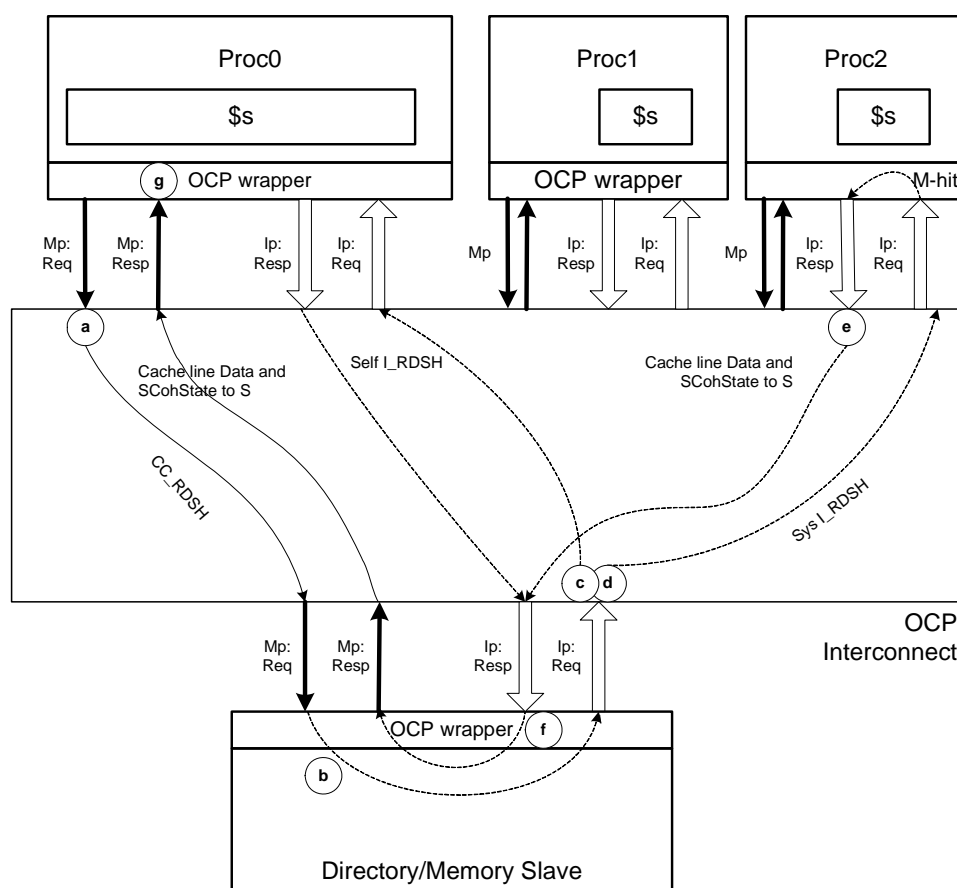 Proc0
Proc1
Proc2
$s
$s
$s
g
OCP wrapper
OCP wrapper
M-hit
Mp:
Req
Mp:
Resp
Ip:
Resp
Ip:
Req
Mp
Ip:
Resp
Ip:
Req
Mp
Ip:
Resp
Ip:
Req
a
e
Cache line Data and
SCohState to S
Self I_RDSH
Cache line Data and
SCohState to S
CC_RDSH
Sys I_RDSH
c
d
OCP
Interconnect
Mp:
Req
Mp:
Resp
Ip:
Resp
Ip:
Req
OCP wrapper
f
b
Directory/Memory Slave